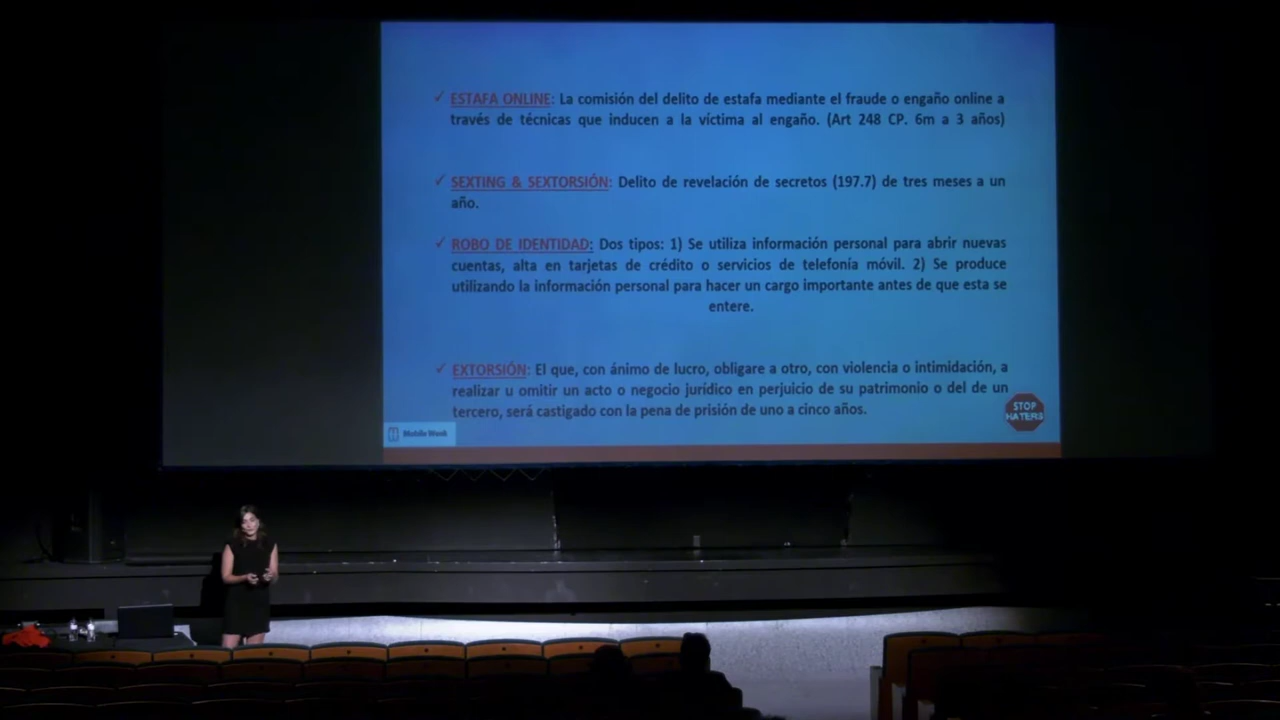 ✓ ESTAFA ONLINE: La comisión del delito de estafa mediante el fraude o engaño online a
través de técnicas que inducen a la víctima al engaño. (Art 248 CP. 6m a 3 años)
✓ SEXTING & SEXTORSIÓN: Delito de revelación de secretos (197.7) de tres meses a un
año.
✓ ROBO DE IDENTIDAD: Dos tipos: 1) Se utiliza información personal para abrir nuevas
cuentas, alta en tarjetas de crédito o servicios de telefonía móvil. 2) Se produce
utilizando la información personal para hacer un cargo importante antes de que esta se
entere.
✓ EXTORSIÓN: El que, con ánimo de lucro, obligare a otro, con violencia o intimidación, a
realizar u omitir un acto o negocio jurídico en perjuicio de su patrimonio o del de un
tercero, será castigado con la pena de prisión de uno a cinco años.
STOP
HATERS
Mobile Week